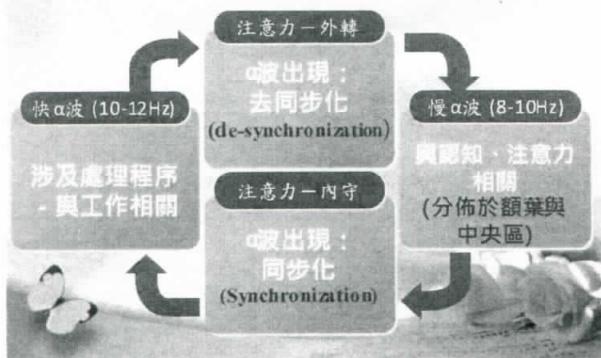 注意力－外轉
α波出現：
去同步化
(de-synchronization)
快α波 (10-12Hz)
涉及處理程序
- 與工作相關
慢α波 (8-10Hz)
與認知、注意力
相關
(分佈於額葉與
中央區)
注意力－內守
α波出現：
同步化
(Synchronization)